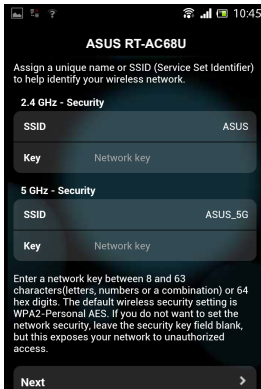 10:45
ASUS RT-AC68U
Assign a unique name or SSID (Service Set Identifier)
to help identify your wireless network.
2.4 GHz - Security
SSID ASUS
Key Network key
5 GHz - Security
SSID ASUS_5G
Key Network key
Enter a network key between 8 and 63
characters(letters, numbers or a combination) or 64
hex digits. The default wireless security setting is
WPA2-Personal AES. If you do not want to set the
network security, leave the security key field blank,
but this exposes your network to unauthorized
access.
Next